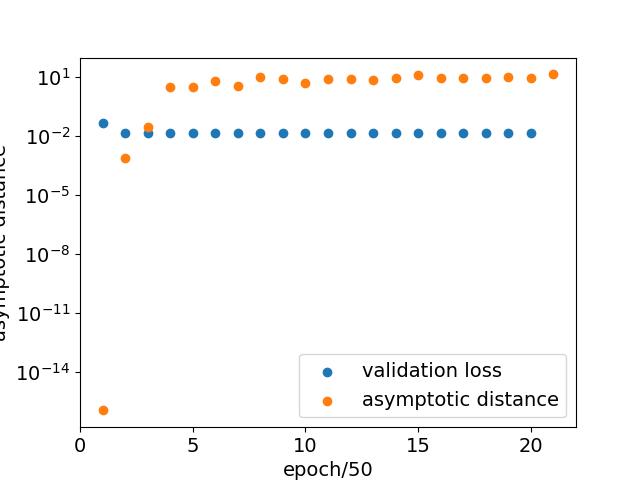 10^1
10^-2
10^-5
10^-8
10^-11
10^-14
asymptotic distance
validation loss
asymptotic distance
0 5 10 15 20
epoch/50